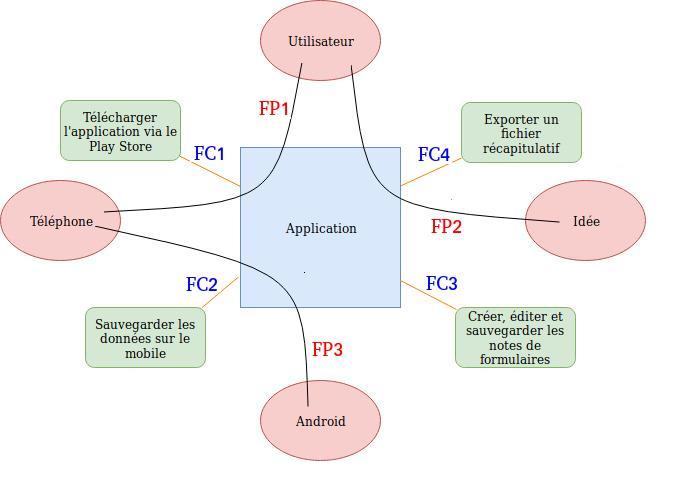 Utilisateur
FP1
Télécharger
l'application via le
Play Store
Exporter un
fichier
récapitulatif
FC1
FC4
Téléphone
Application
FP2
Idée
FC2
FC3
Sauvegarder les
données sur le
mobile
Créer, éditer et
sauvegarder les
notes de
formulaires
FP3
Android